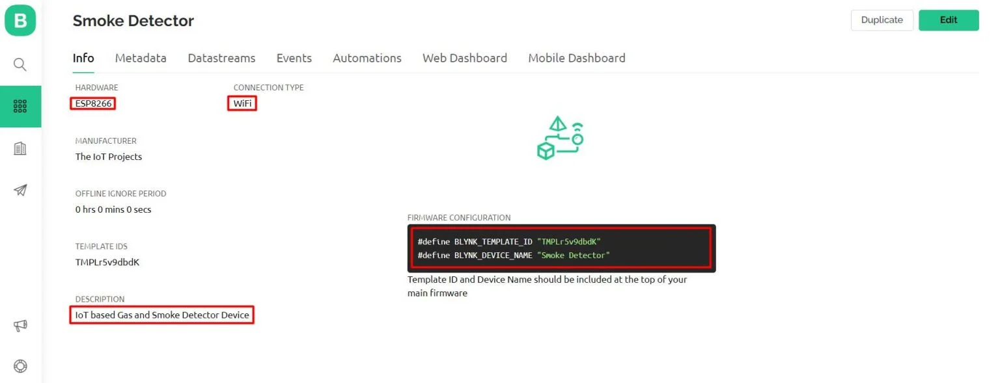 B
Smoke Detector
Duplicate
Edit
Info
Metadata
Datastreams
Events
Automations
Web Dashboard
Mobile Dashboard
HARDWARE
ESP8266
CONNECTION TYPE
WiFi
MANUFACTURER
The IoT Projects
OFFLINE IGNORE PERIOD
0 hrs 0 mins 0 secs
TEMPLATE IDS
TMPLr5v9dbdK
DESCRIPTION
IoT based Gas and Smoke Detector Device
FIRMWARE CONFIGURATION
#define BLYNK_TEMPLATE_ID "TMPLr5v9dbdK"
#define BLYNK_DEVICE_NAME "Smoke Detector"
Template ID and Device Name should be included at the top of your
main firmware